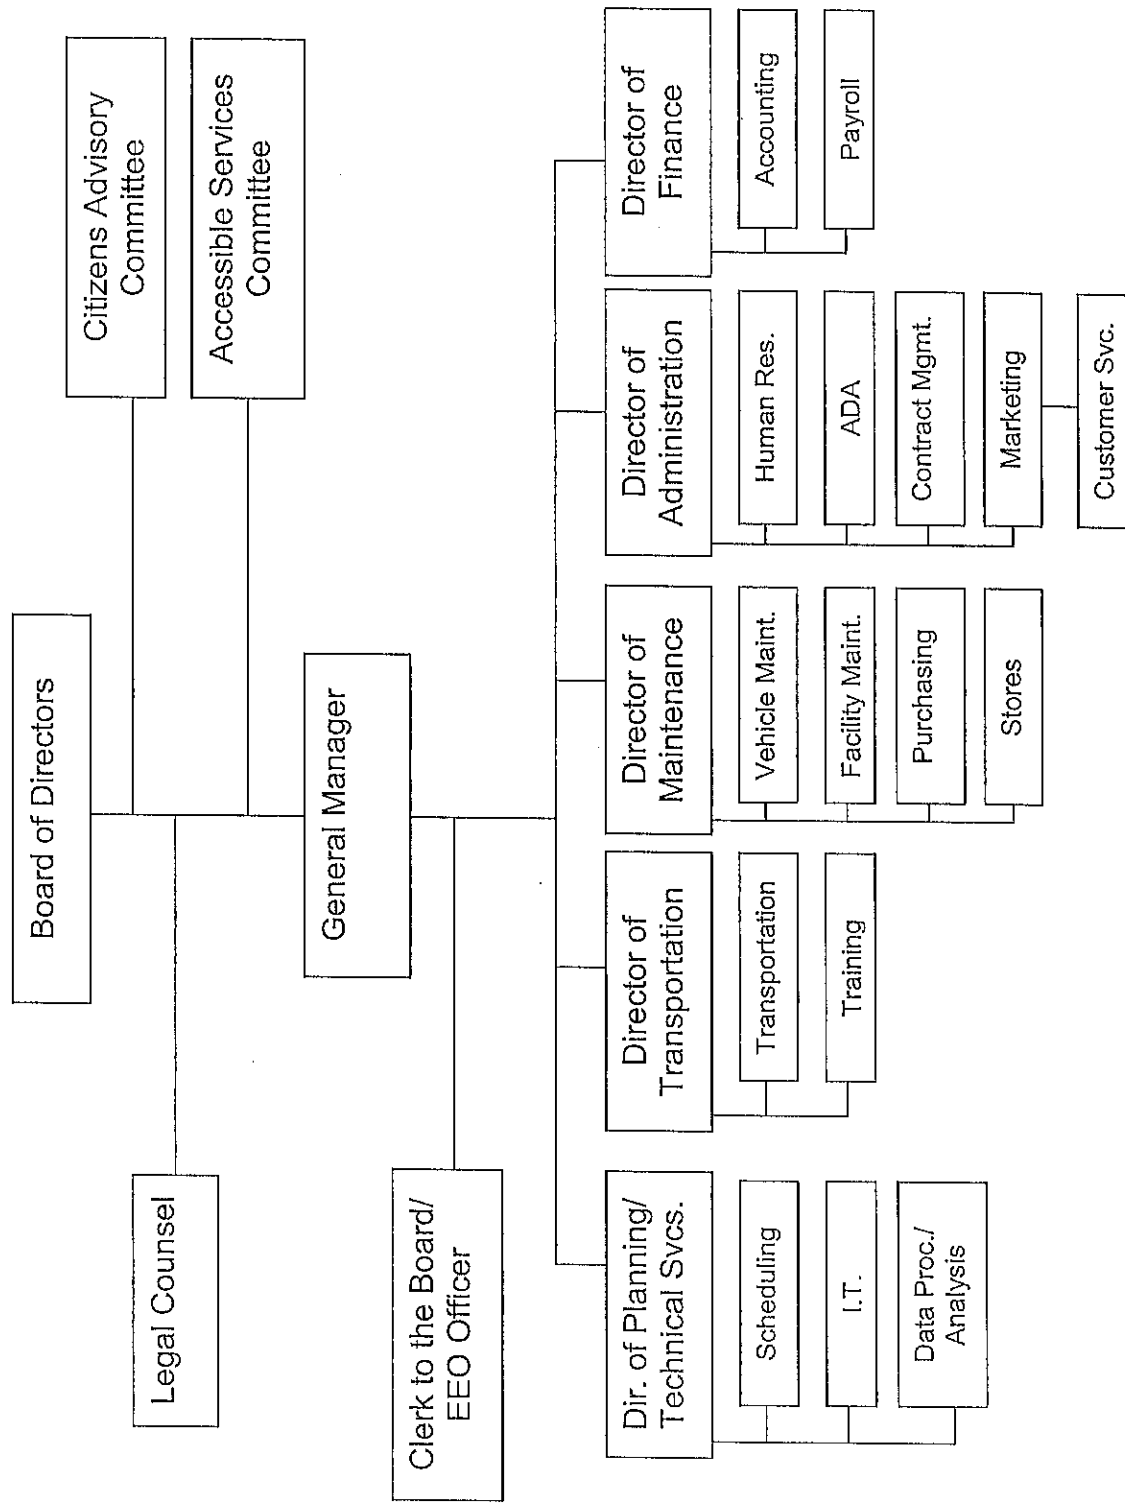 Board of Directors
Citizens Advisory
Committee
Legal Counsel
Accessible Services
Committee
General Manager
Clerk to the Board/
EEO Officer
Dir. of Planning/
Technical Svcs.
Scheduling
I.T.
Data Proc./
Analysis
Director of
Transportation
Transportation
Training
Director of
Maintenance
Vehicle Maint.
Facility Maint.
Purchasing
Stores
Director of
Administration
Human Res.
ADA
Contract Mgmt.
Marketing
Customer Svc.
Director of
Finance
Accounting
Payroll